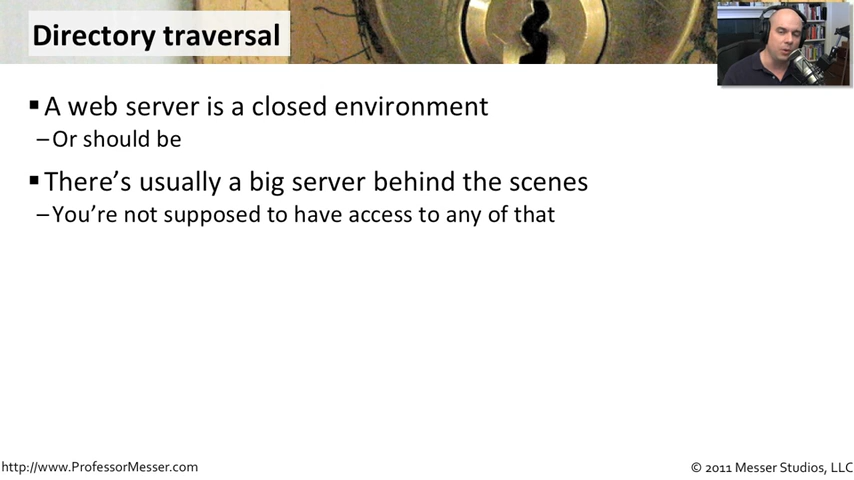 Directory traversal
▪A web server is a closed environment
–Or should be
▪There’s usually a big server behind the scenes
–You’re not supposed to have access to any of that
http://www.ProfessorMesser.com
© 2011 Messer Studios, LLC